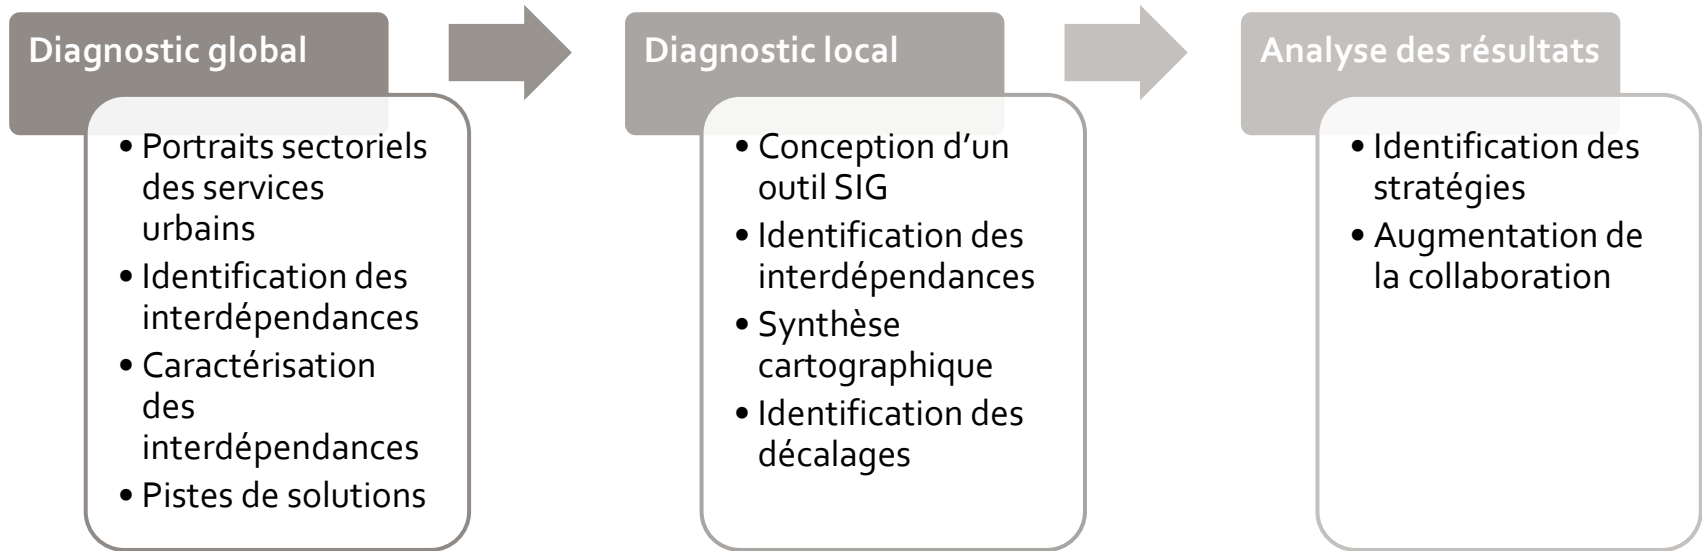 Diagnostic global
• Portraits sectoriels
des services
urbains
• Identification des
interdépendances
• Caractérisation
des
interdépendances
• Pistes de solutions
Diagnostic local
• Conception d’un
outil SIG
• Identification des
interdépendances
• Synthèse
cartographique
• Identification des
décalages
Analyse des résultats
• Identification des
stratégies
• Augmentation de
la collaboration